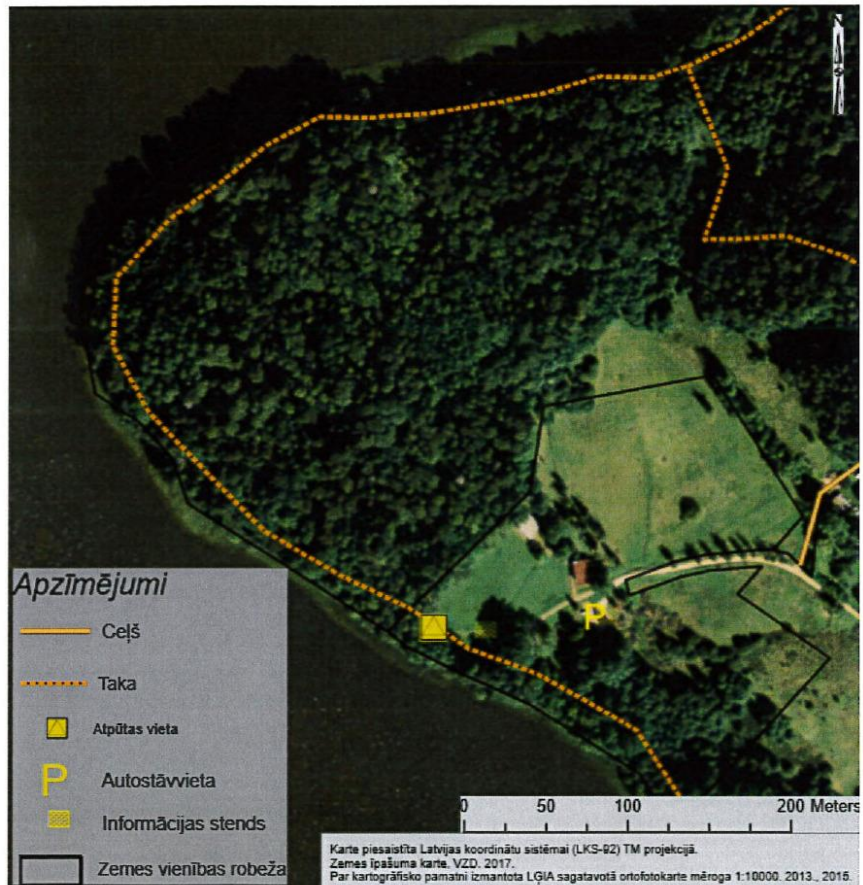 Apzīmējumi
Ceļš
Taka
Atpūtas vieta
P Autostāvvieta
Informācijas stends
Zemes vienības robeža
P
0 50 100 200 Meters
Karte piesaistīta Latvijas koordinātu sistēmai (LKS-92) TM projekcijā.
Zemes īpašuma karte, VZD, 2017.
Par kartogrāfisko pamatni izmantota LĢIA sagatavotā ortofotokarte mēroga 1:10000. 2013., 2015.